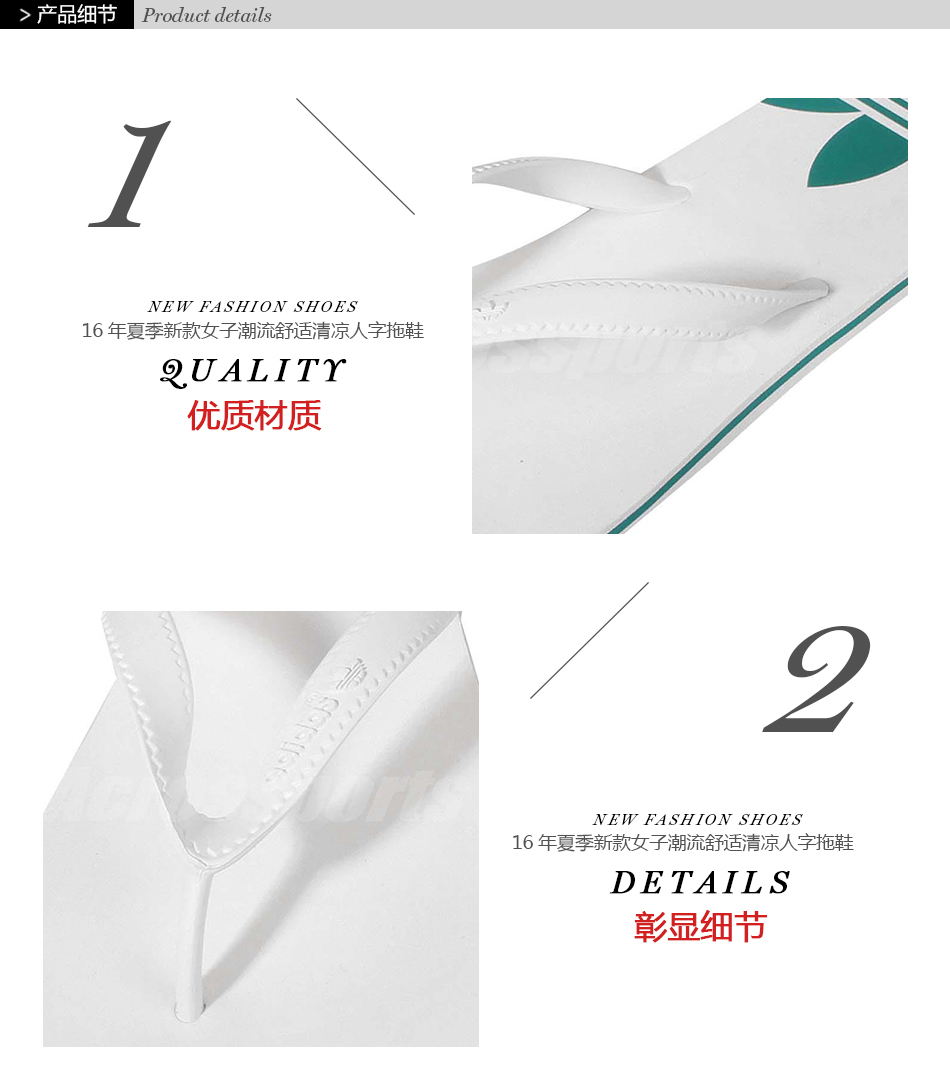 > 产品细节 Product details
1
NEW FASHION SHOES
16 年夏季新款女子潮流舒适清凉人字拖鞋
QUALITY
优质材质
2
NEW FASHION SHOES
16 年夏季新款女子潮流舒适清凉人字拖鞋
DETAILS
彰显细节
adidas